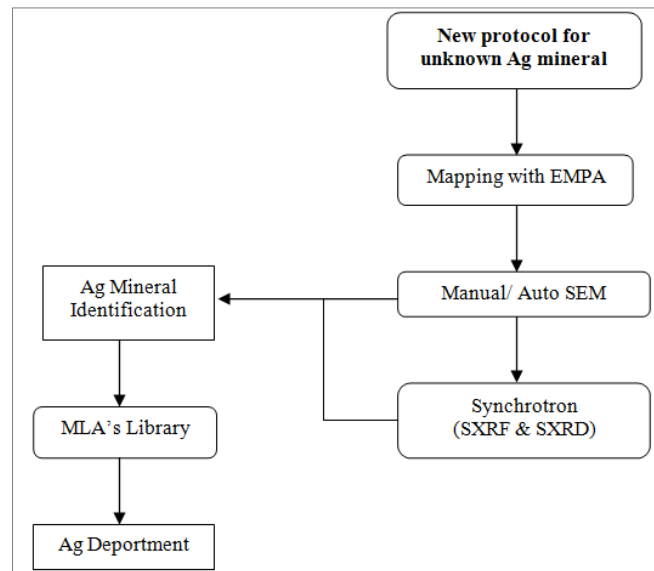 New protocol for
unknown Ag mineral
Mapping with EMPA
Manual/ Auto SEM
Ag Mineral
Identification
Synchrotron
(SXRF & SXRD)
MLA's Library
Ag Deportment